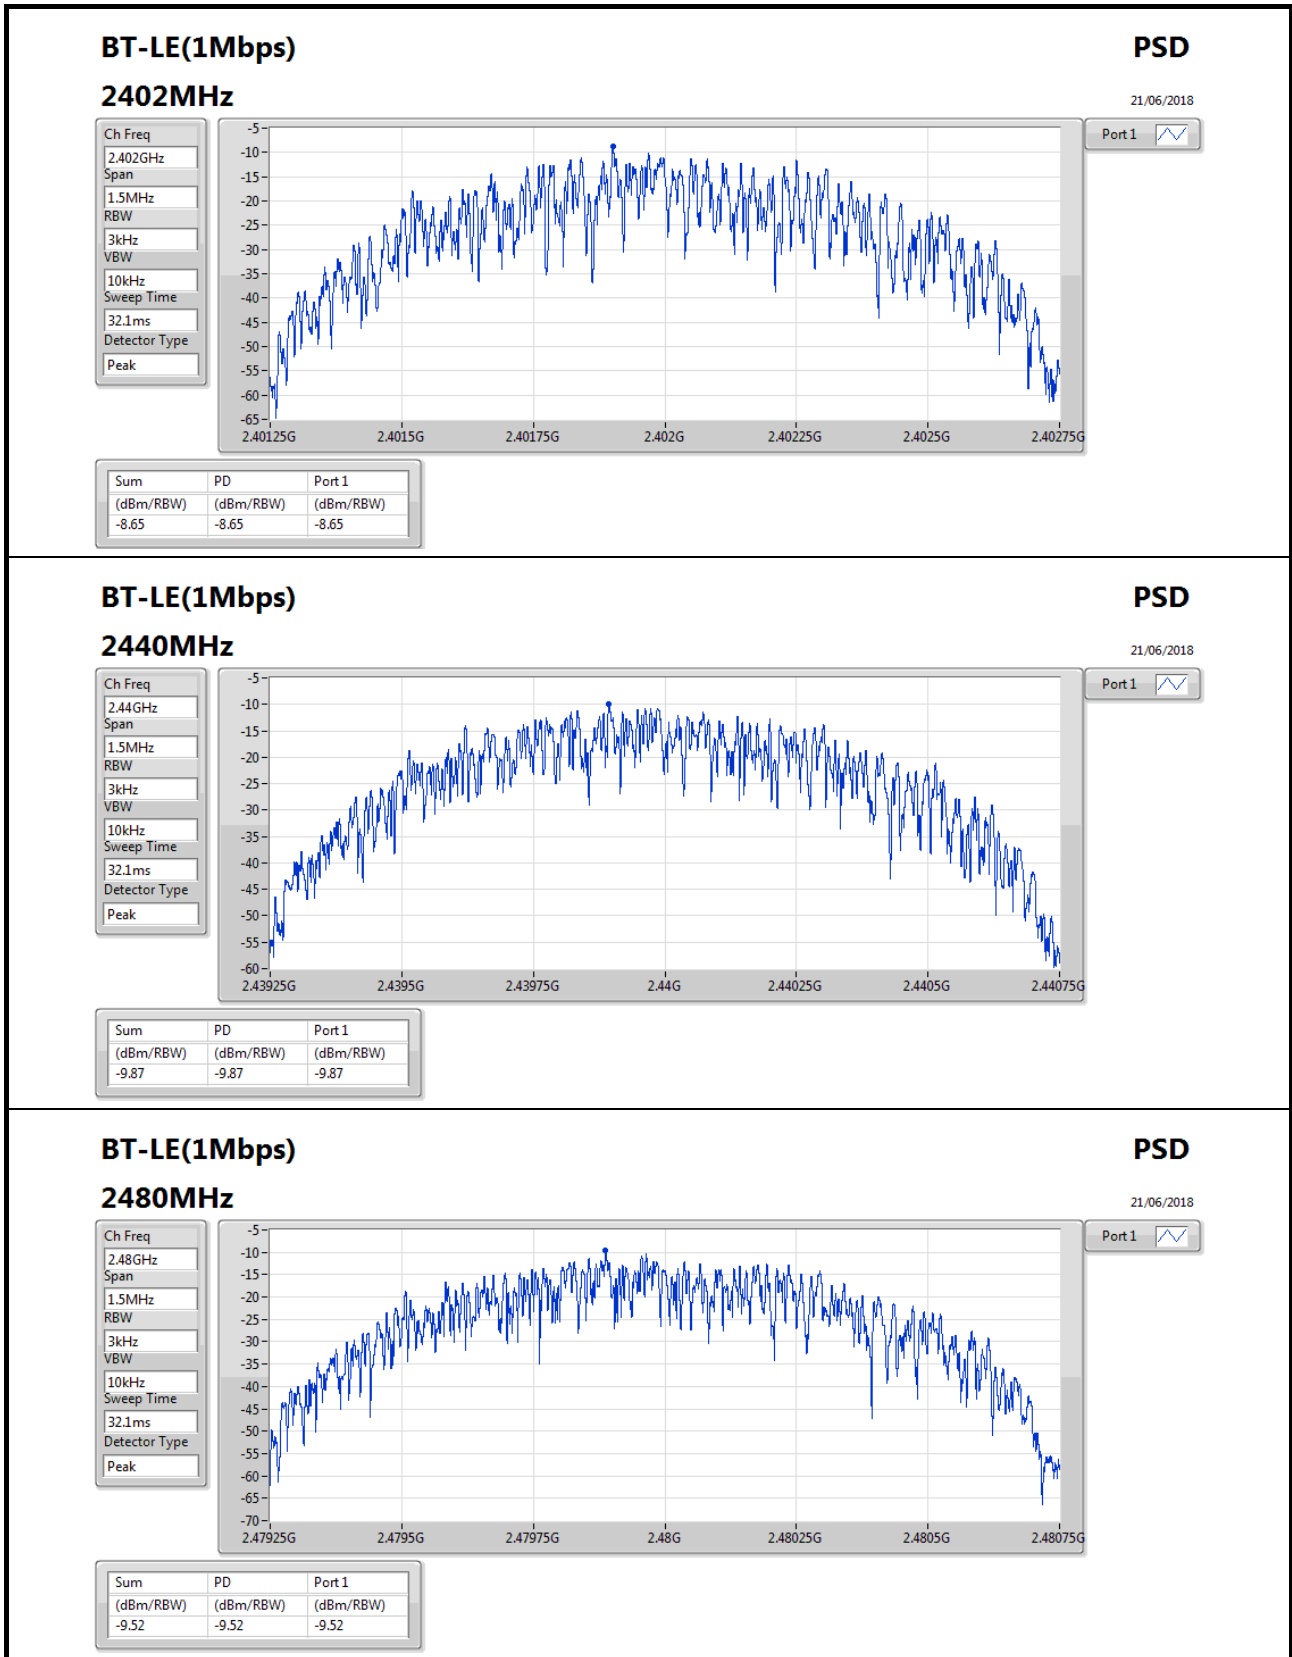 BT-LE(1Mbps)
PSD
2402MHz
21/06/2018
Ch Freq
2.402GHz
Span
1.5MHz
RBW
3kHz
VBW
10kHz
Sweep Time
32.1ms
Detector Type
Peak
-5
-10
-15
-20
-25
-30
-35
-40
-45
-50
-55
-60
-65
2.40125G 2.4015G 2.40175G 2.402G 2.40225G 2.4025G 2.40275G
Port 1
Sum PD Port 1
(dBm/RBW) (dBm/RBW) (dBm/RBW)
-8.65 -8.65 -8.65
BT-LE(1Mbps)
PSD
2440MHz
21/06/2018
Ch Freq
2.44GHz
Span
1.5MHz
RBW
3kHz
VBW
10kHz
Sweep Time
32.1ms
Detector Type
Peak
-5
-10
-15
-20
-25
-30
-35
-40
-45
-50
-55
-60
2.43925G 2.4395G 2.43975G 2.44G 2.44025G 2.4405G 2.44075G
Port 1
Sum PD Port 1
(dBm/RBW) (dBm/RBW) (dBm/RBW)
-9.87 -9.87 -9.87
BT-LE(1Mbps)
PSD
2480MHz
21/06/2018
Ch Freq
2.48GHz
Span
1.5MHz
RBW
3kHz
VBW
10kHz
Sweep Time
32.1ms
Detector Type
Peak
-5
-10
-15
-20
-25
-30
-35
-40
-45
-50
-55
-60
-65
-70
2.47925G 2.4795G 2.47975G 2.48G 2.48025G 2.4805G 2.48075G
Port 1
Sum PD Port 1
(dBm/RBW) (dBm/RBW) (dBm/RBW)
-9.52 -9.52 -9.52